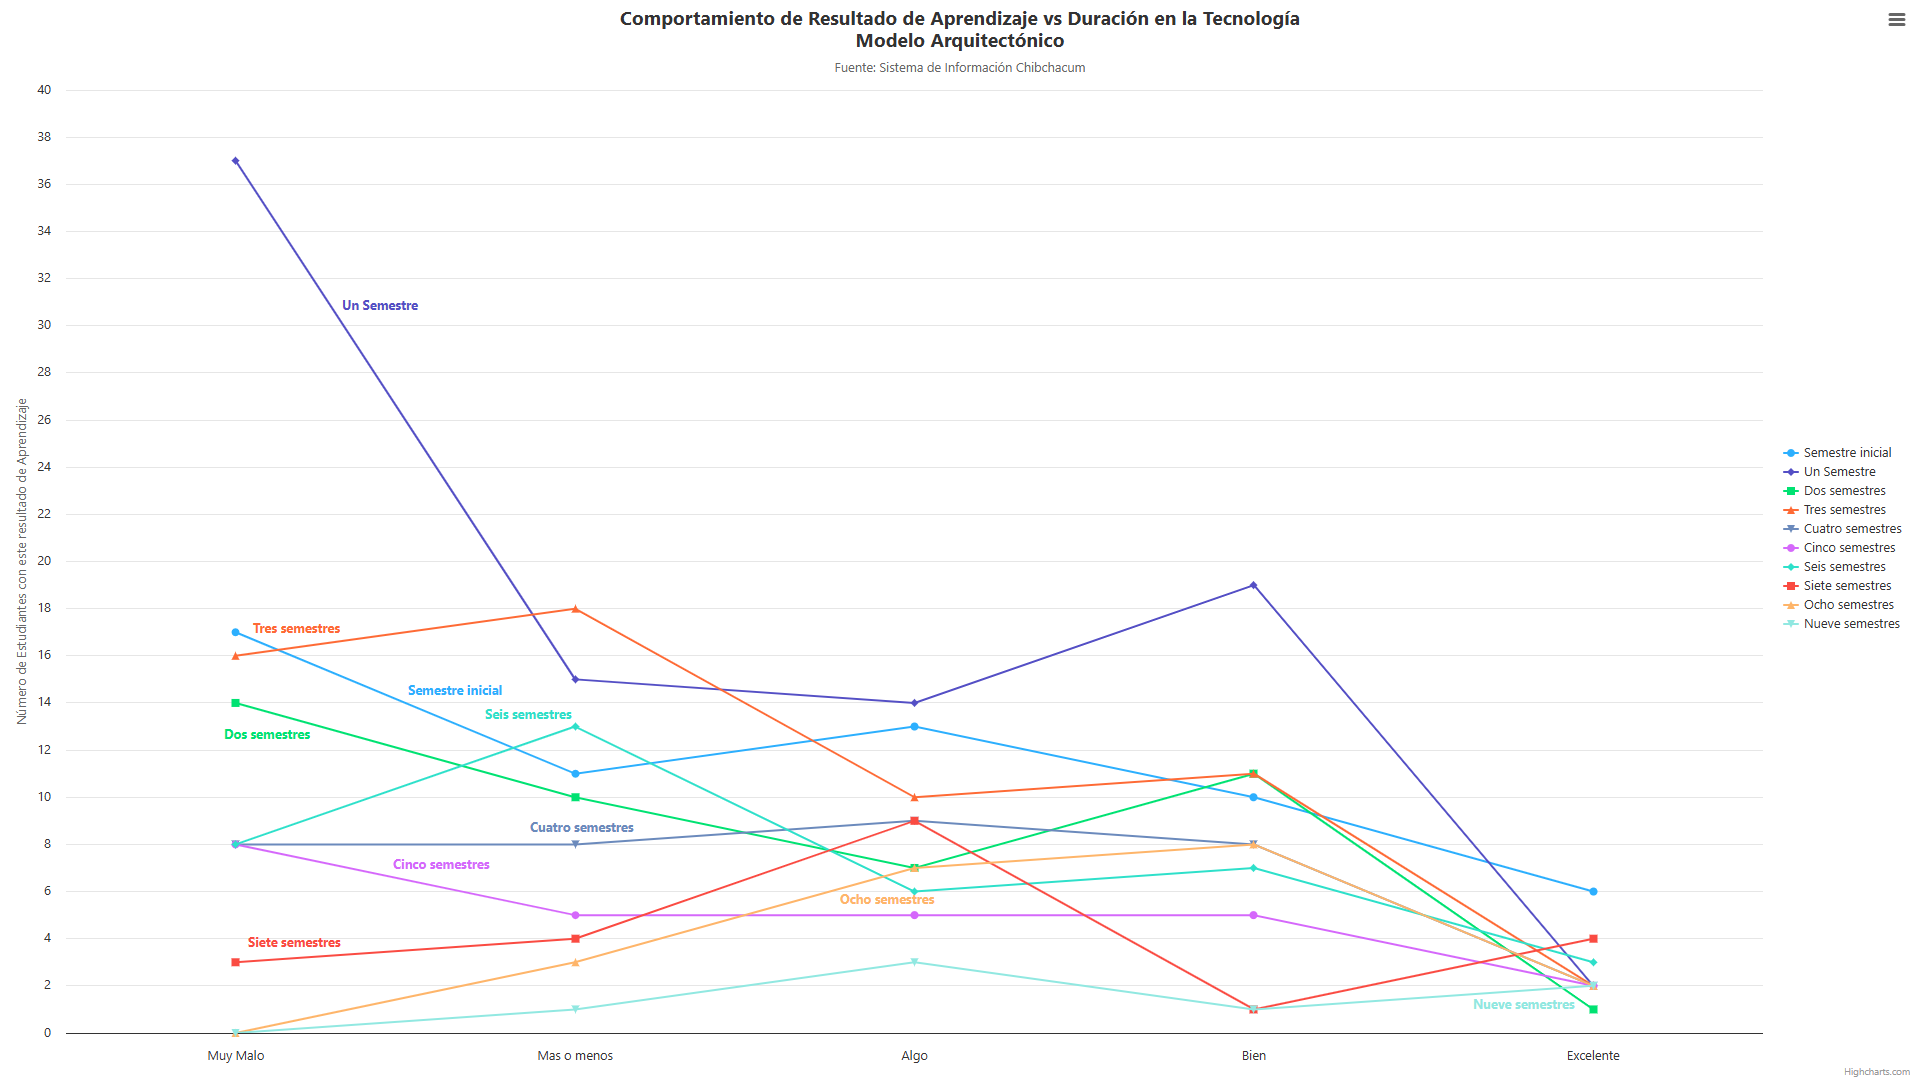 Comportamiento de Resultado de Aprendizaje vs Duración en la Tecnología
Modelo Arquitectónico
Fuente: Sistema de Información Chibchacum
Número de Estudiantes con este resultado de Aprendizaje
40
38
36
34
32
30
28
26
24
22
20
18
16
14
12
10
8
6
4
2
0
Un Semestre
Tres semestres
Semestre inicial
Seis semestres
Dos semestres
Cuatro semestres
Cinco semestres
Ocho semestres
Siete semestres
Nueve semestres
Muy Malo
Mas o menos
Algo
Bien
Excelente
Semestre inicial
Un Semestre
Dos semestres
Tres semestres
Cuatro semestres
Cinco semestres
Seis semestres
Siete semestres
Ocho semestres
Nueve semestres
Highcharts.com